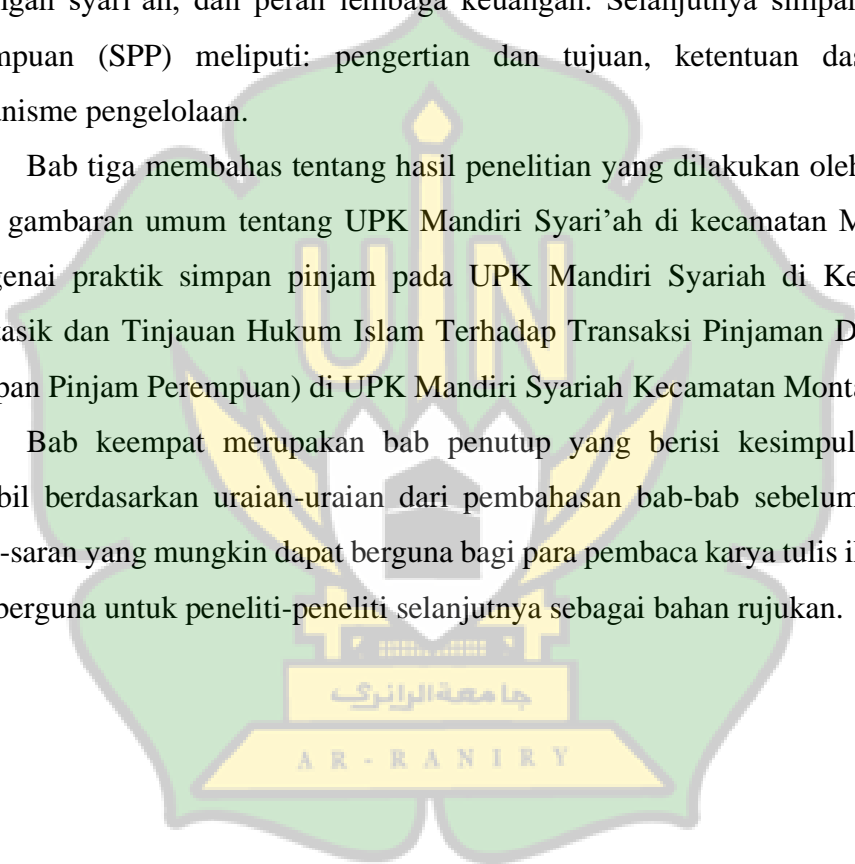 ngan syari'ah, dan peran lembaga keuangan. Selanjutnya simpan
mpuan (SPP) meliputi: pengertian dan tujuan, ketentuan das
anisme pengelolaan.
Bab tiga membahas tentang hasil penelitian yang dilakukan oleh
gambaran umum tentang UPK Mandiri Syari'ah di kecamatan M
genai praktik simpan pinjam pada UPK Mandiri Syariah di Ke
tasik dan Tinjauan Hukum Islam Terhadap Transaksi Pinjaman D
pan Pinjam Perempuan) di UPK Mandiri Syariah Kecamatan Monta
Bab keempat merupakan bab penutup yang berisi kesimpul
bil berdasarkan uraian-uraian dari pembahasan bab-bab sebelum
-saran yang mungkin dapat berguna bagi para pembaca karya tulis il
berguna untuk peneliti-peneliti selanjutnya sebagai bahan rujukan.
UIN
جامعة الرانري
AR-RANIRY